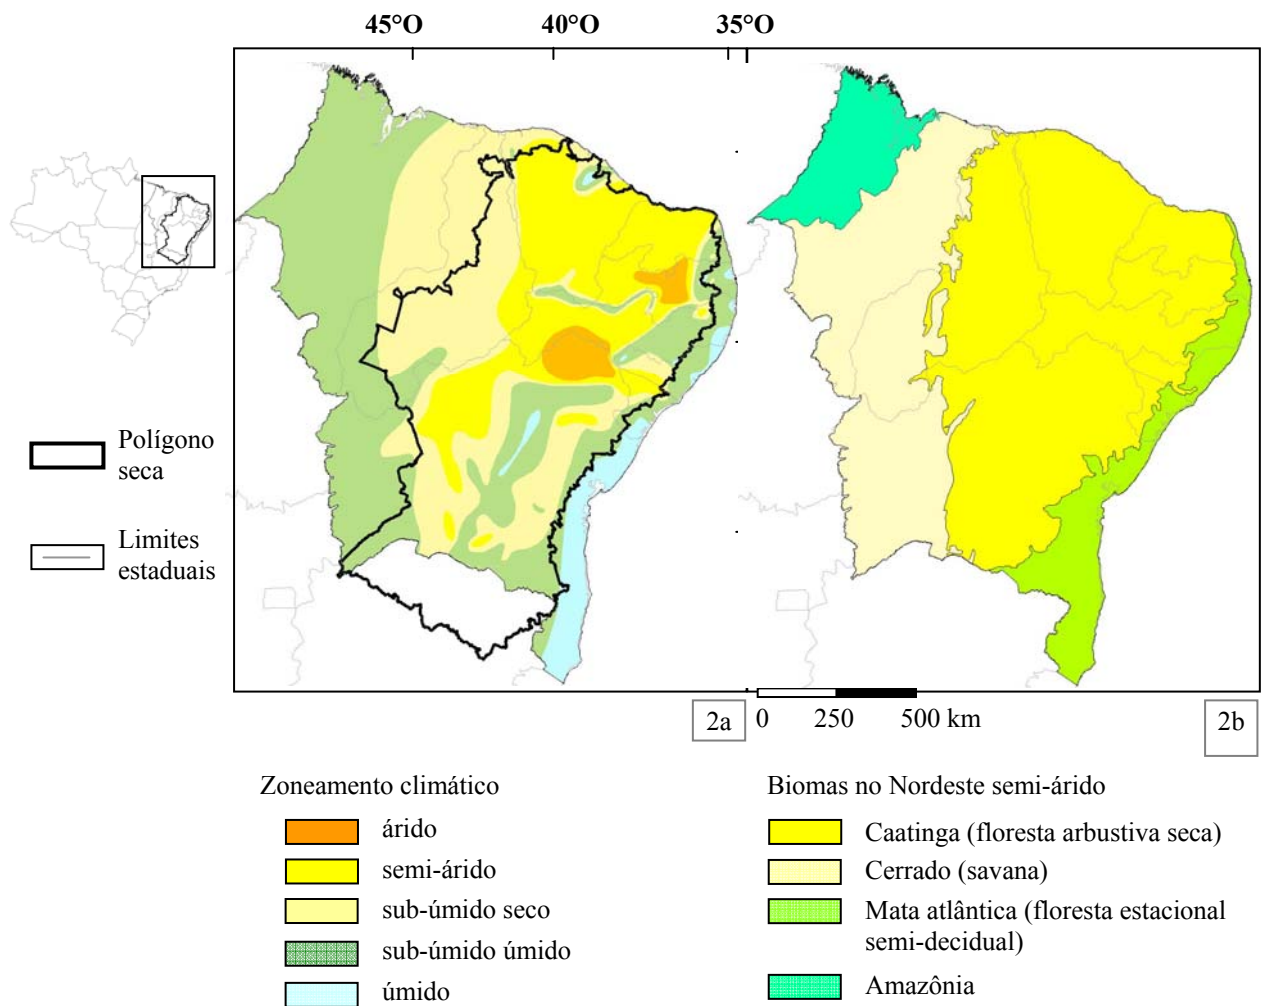 45°O 40°O 35°O
Polígono
seca
Limites
estaduais
2a
0 250 500 km
2b
Zoneamento climático
árido
semi-árido
sub-úmido seco
sub-úmido úmido
úmido
Biomas no Nordeste semi-árido
Caatinga (floresta arbustiva seca)
Cerrado (savana)
Mata atlântica (floresta estacional
semi-decidual)
Amazônia